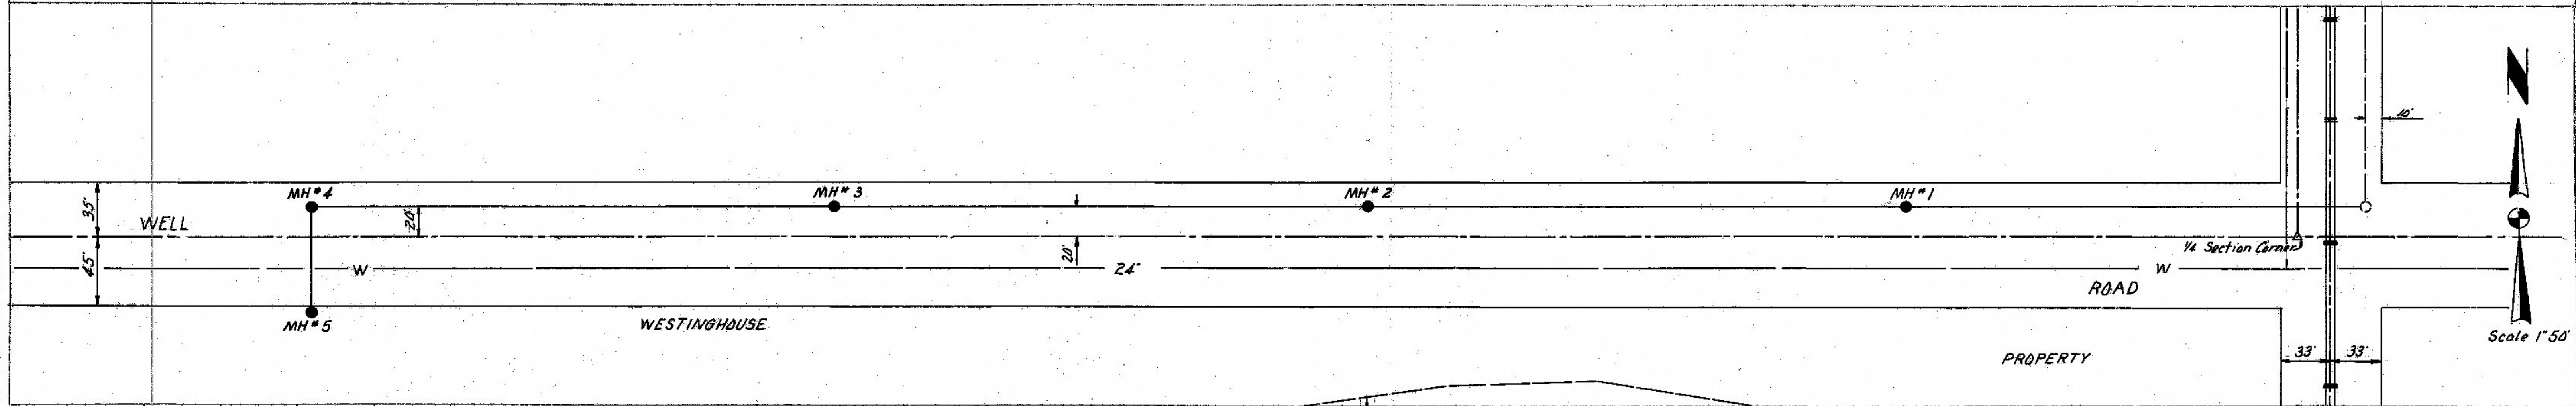 N
10'
MH#4
MH#3
MH#2
MH#1
35'
WELL
20'
20'
1/4 Section Corner
45'
W
24"
W
ROAD
MH#5
WESTINGHOUSE
PROPERTY
33'
33'
Scale 1"50'